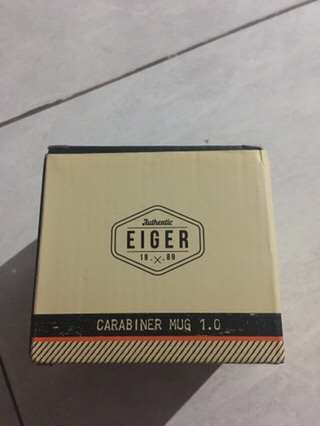 Authentic
EIGER
19 89
CARABINER MUG 1.0